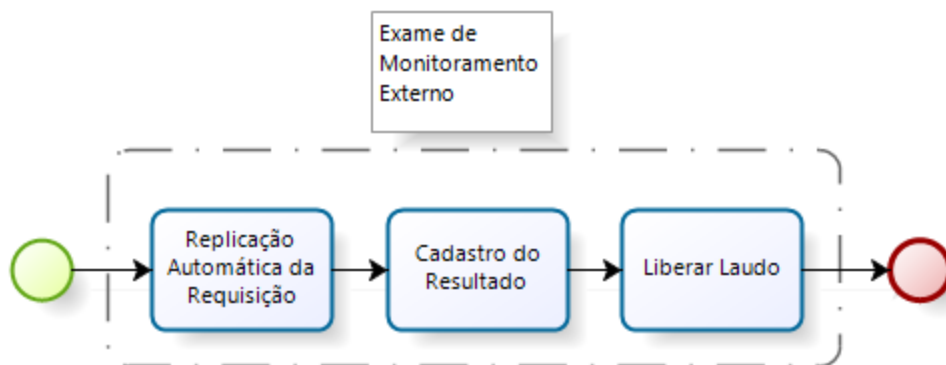 Exame de
Monitoramento
Externo
Replicação
Automática da
Requisição
Cadastro do
Resultado
Liberar Laudo